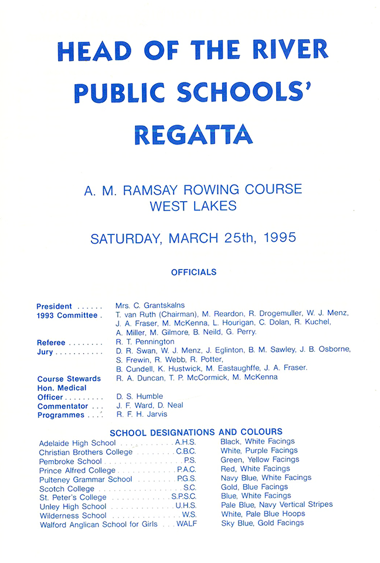 HEAD OF THE RIVER
PUBLIC SCHOOLS'
REGATTA
A. M. RAMSAY ROWING COURSE
WEST LAKES
SATURDAY, MARCH 25th, 1995
OFFICIALS
President ...... Mrs. C. Grantskalns
1993 Committee . T. van Ruth (Chairman), M. Reardon, R. Drogemuller, W. J. Menz,
J. A. Fraser, M. McKenna, L. Hourigan, C. Dolan, R. Kuchel,
A. Miller, M. Gilmore, B. Neild, G. Perry.
Referee ........ R. T. Pennington
Jury ........... D. R. Swan, W. J. Menz, J. Eglinton, B. M. Sawley, J. B. Osborne,
S. Frewin, R. Webb, R. Potter,
B. Cundell, K. Hustwick, M. Eastaughffe, J. A. Fraser.
Course Stewards R. A. Duncan, T. P. McCormick, M. McKenna
Hon. Medical
Officer ......... D. S. Humble
Commentator ... J. F. Ward, D. Neal
Programmes .... R. F. H. Jarvis
SCHOOL DESIGNATIONS AND COLOURS
Adelaide High School ............ A.H.S. Black, White Facings
Christian Brothers College ........ C.B.C. White, Purple Facings
Pembroke School ............... P.S. Green, Yellow Facings
Prince Alfred College ............ P.A.C. Red, White Facings
Pulteney Grammar School ........ P.G.S. Navy Blue, White Facings
Scotch College ................. S.C. Gold, Blue Facings
St. Peter's College ............. S.P.S.C. Blue, White Facings
Unley High School .............. U.H.S. Pale Blue, Navy Vertical Stripes
Wilderness School .............. W.S. White, Pale Blue Hoops
Walford Anglican School for Girls ... WALF Sky Blue, Gold Facings